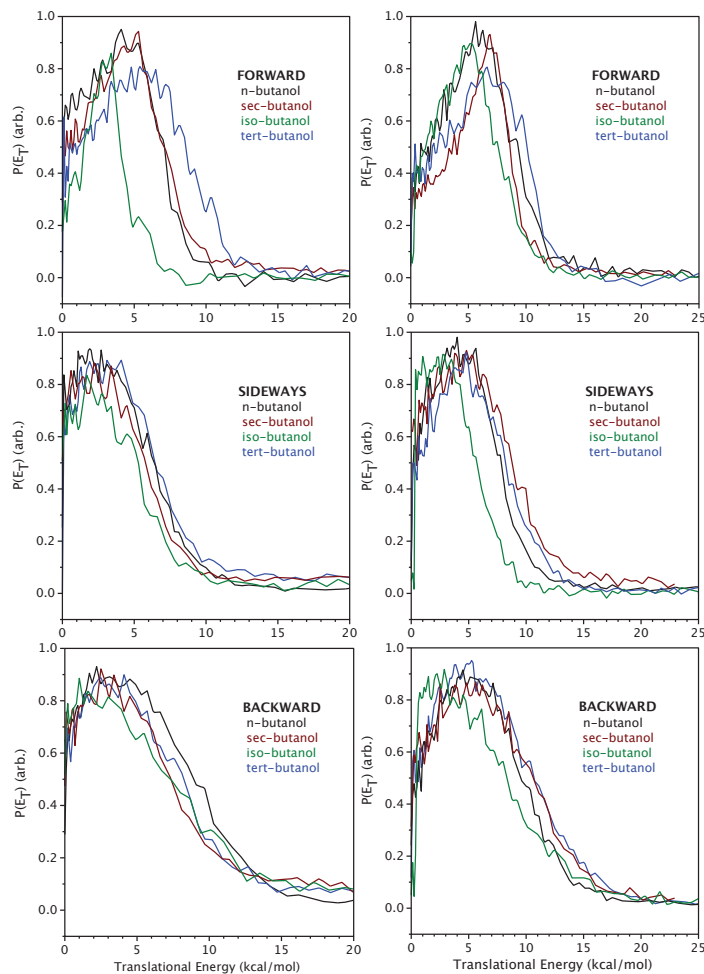 1.0
0.8
0.6
0.4
0.2
0.0
P(E_T) (arb.)
0 5 10 15 20
FORWARD
n-butanol
sec-butanol
iso-butanol
tert-butanol
1.0
0.8
0.6
0.4
0.2
0.0
P(E_T) (arb.)
0 5 10 15 20 25
FORWARD
n-butanol
sec-butanol
iso-butanol
tert-butanol
1.0
0.8
0.6
0.4
0.2
0.0
P(E_T) (arb.)
0 5 10 15 20
SIDEWAYS
n-butanol
sec-butanol
iso-butanol
tert-butanol
1.0
0.8
0.6
0.4
0.2
0.0
P(E_T) (arb.)
0 5 10 15 20 25
SIDEWAYS
n-butanol
sec-butanol
iso-butanol
tert-butanol
1.0
0.8
0.6
0.4
0.2
0.0
P(E_T) (arb.)
0 5 10 15 20
Translational Energy (kcal/mol)
BACKWARD
n-butanol
sec-butanol
iso-butanol
tert-butanol
1.0
0.8
0.6
0.4
0.2
0.0
P(E_T) (arb.)
0 5 10 15 20 25
Translational Energy (kcal/mol)
BACKWARD
n-butanol
sec-butanol
iso-butanol
tert-butanol